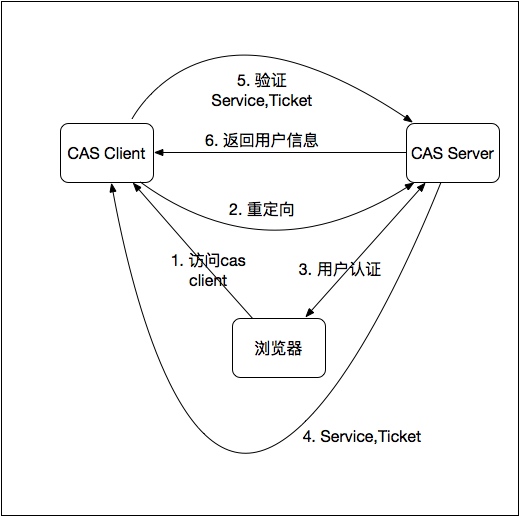 5. 验证
Service,Ticket
CAS Client
6. 返回用户信息
CAS Server
2. 重定向
1. 访问cas
client
3. 用户认证
浏览器
4. Service,Ticket